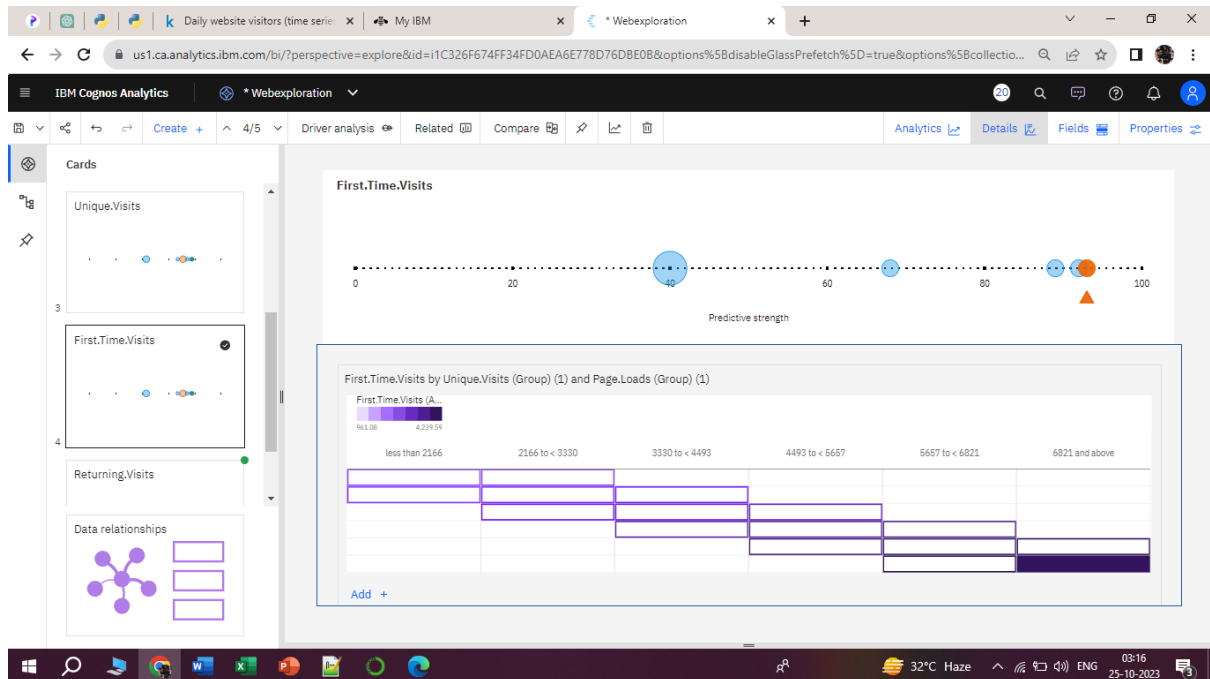 Daily website visitors (time serie
My IBM
* Webexploration
us1.ca.analytics.ibm.com/bi/?perspective=explore&id=i1C326F674FF34FD0AEA6E778D76DBE0B&options%5BdisableGlassPrefetch%5D=true&options%5Bcollectio...
IBM Cognos Analytics
* Webexploration
20
Create +
4/5
Driver analysis
Related
Compare
Analytics
Details
Fields
Properties
Cards
Unique.Visits
3
First.Time.Visits
4
Returning.Visits
Data relationships
First.Time.Visits
0 20 40 60 80 100
Predictive strength
First.Time.Visits by Unique.Visits (Group) (1) and Page.Loads (Group) (1)
First.Time.Visits (A...
961.08 4,239.59
less than 2166 2166 to < 3330 3330 to < 4493 4493 to < 5657 5657 to < 6821 6821 and above
Add +
32°C Haze
ENG
03:16
25-10-2023
3